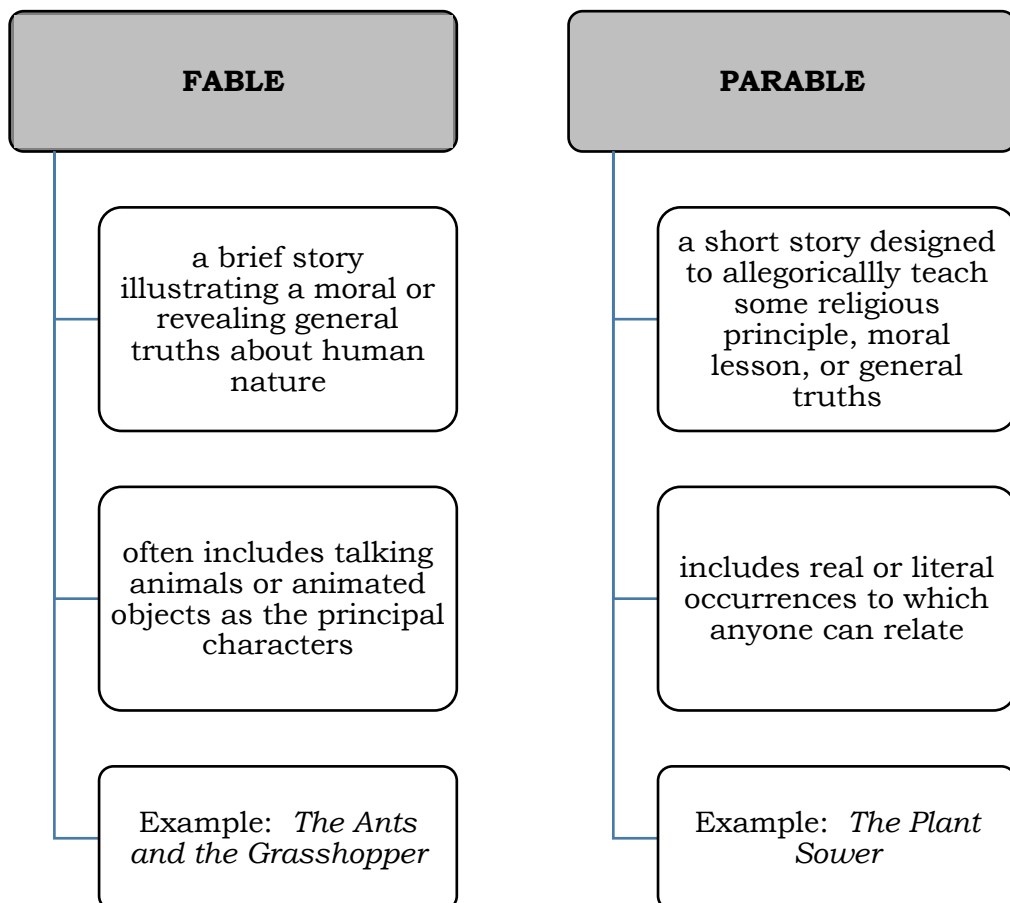 FABLE
a brief story
illustrating a moral or
revealing general
truths about human
nature
often includes talking
animals or animated
objects as the principal
characters
Example: The Ants
and the Grasshopper
PARABLE
a short story designed
to allegoricallly teach
some religious
principle, moral
lesson, or general
truths
includes real or literal
occurrences to which
anyone can relate
Example: The Plant
Sower